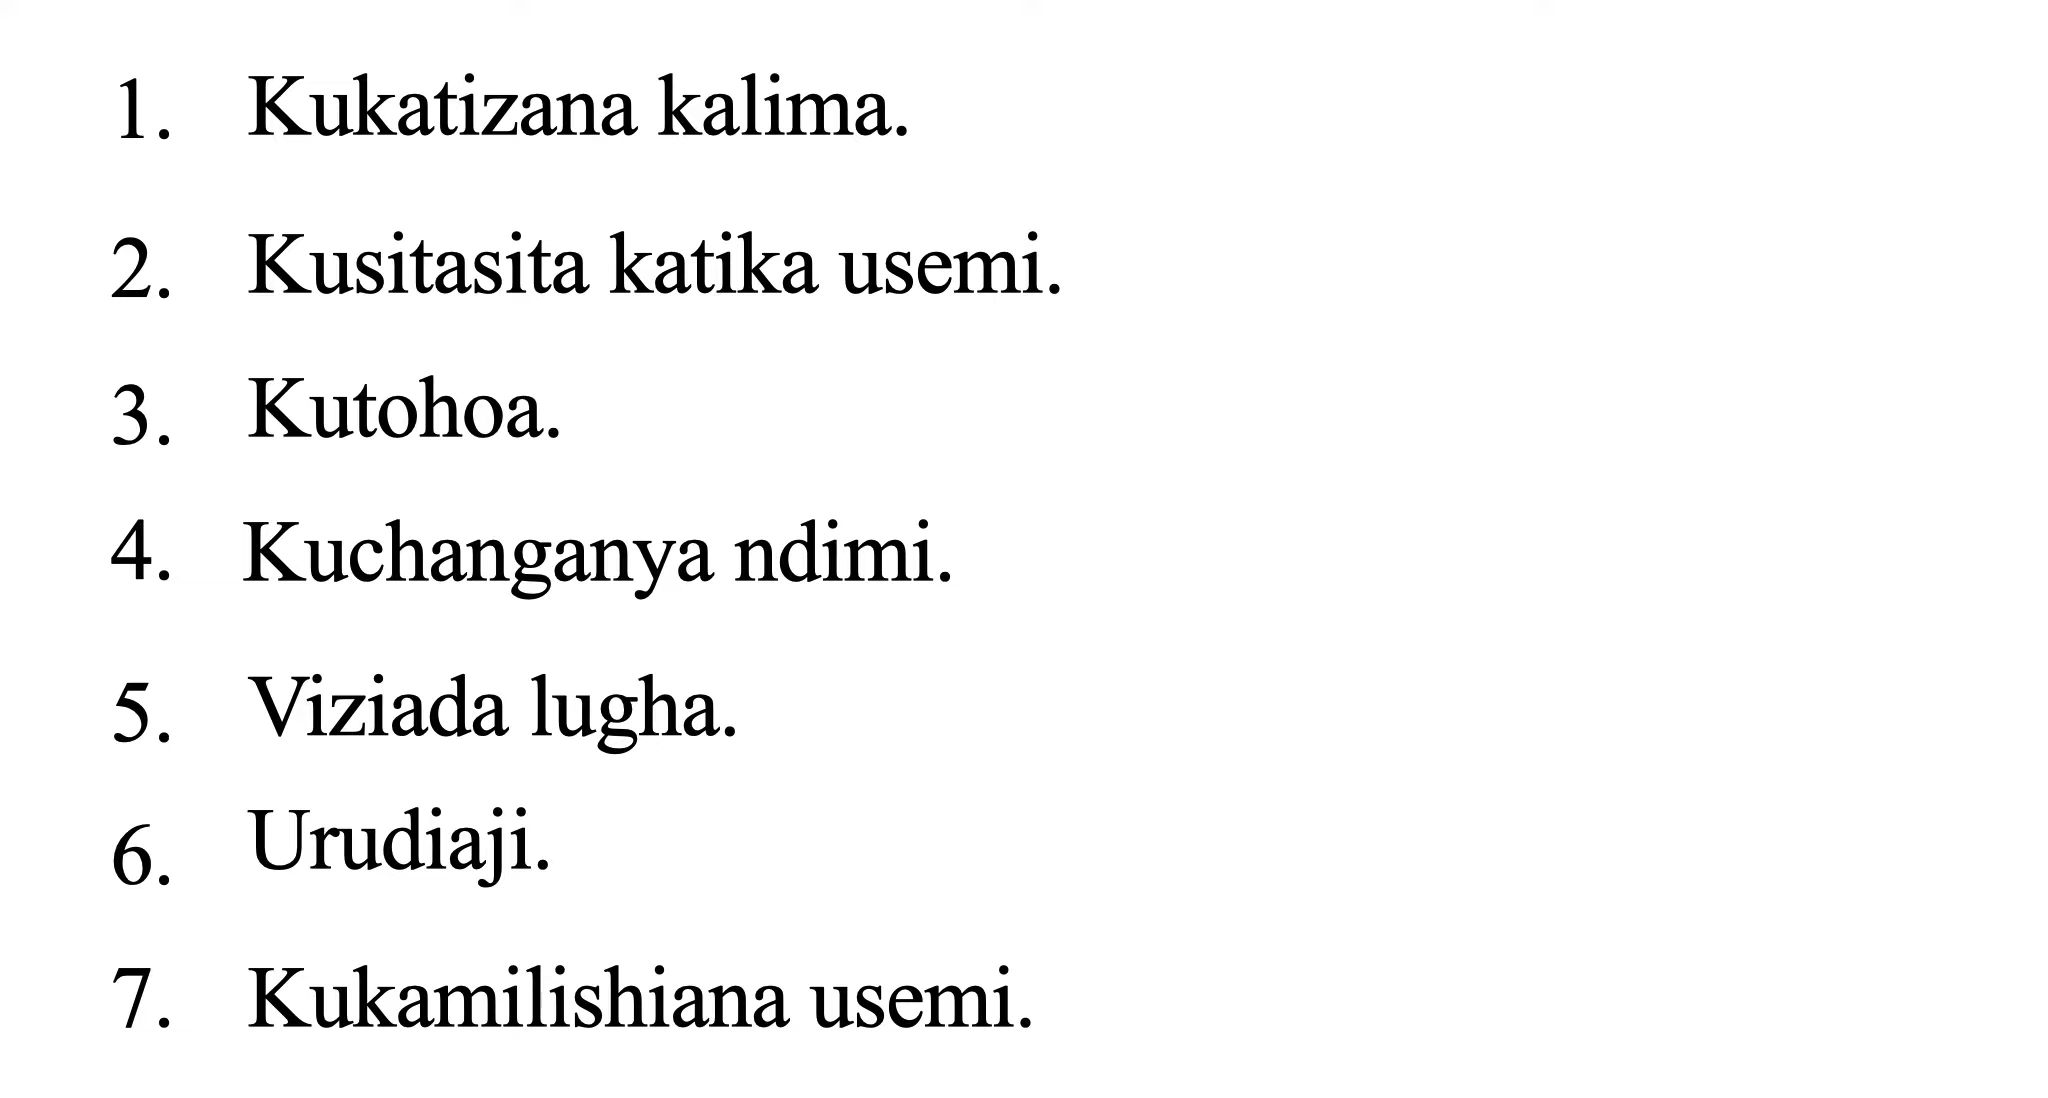 1. Kukatizana kalima.
2. Kusitasita katika usemi.
3. Kutohoa.
4. Kuchanganya ndimi.
5. Viziada lugha.
6. Urudiaji.
7. Kukamilishiana usemi.